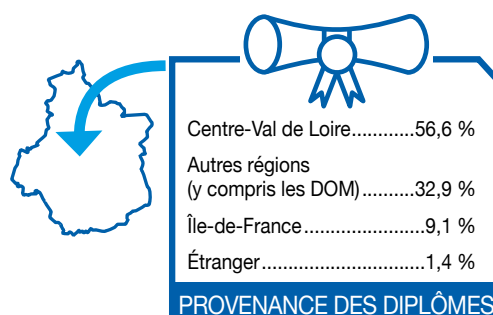 Centre-Val de Loire............56,6 %
Autres régions
(y compris les DOM)..........32,9 %
Île-de-France.......................9,1 %
Étranger...............................1,4 %
PROVENANCE DES DIPLÔMES